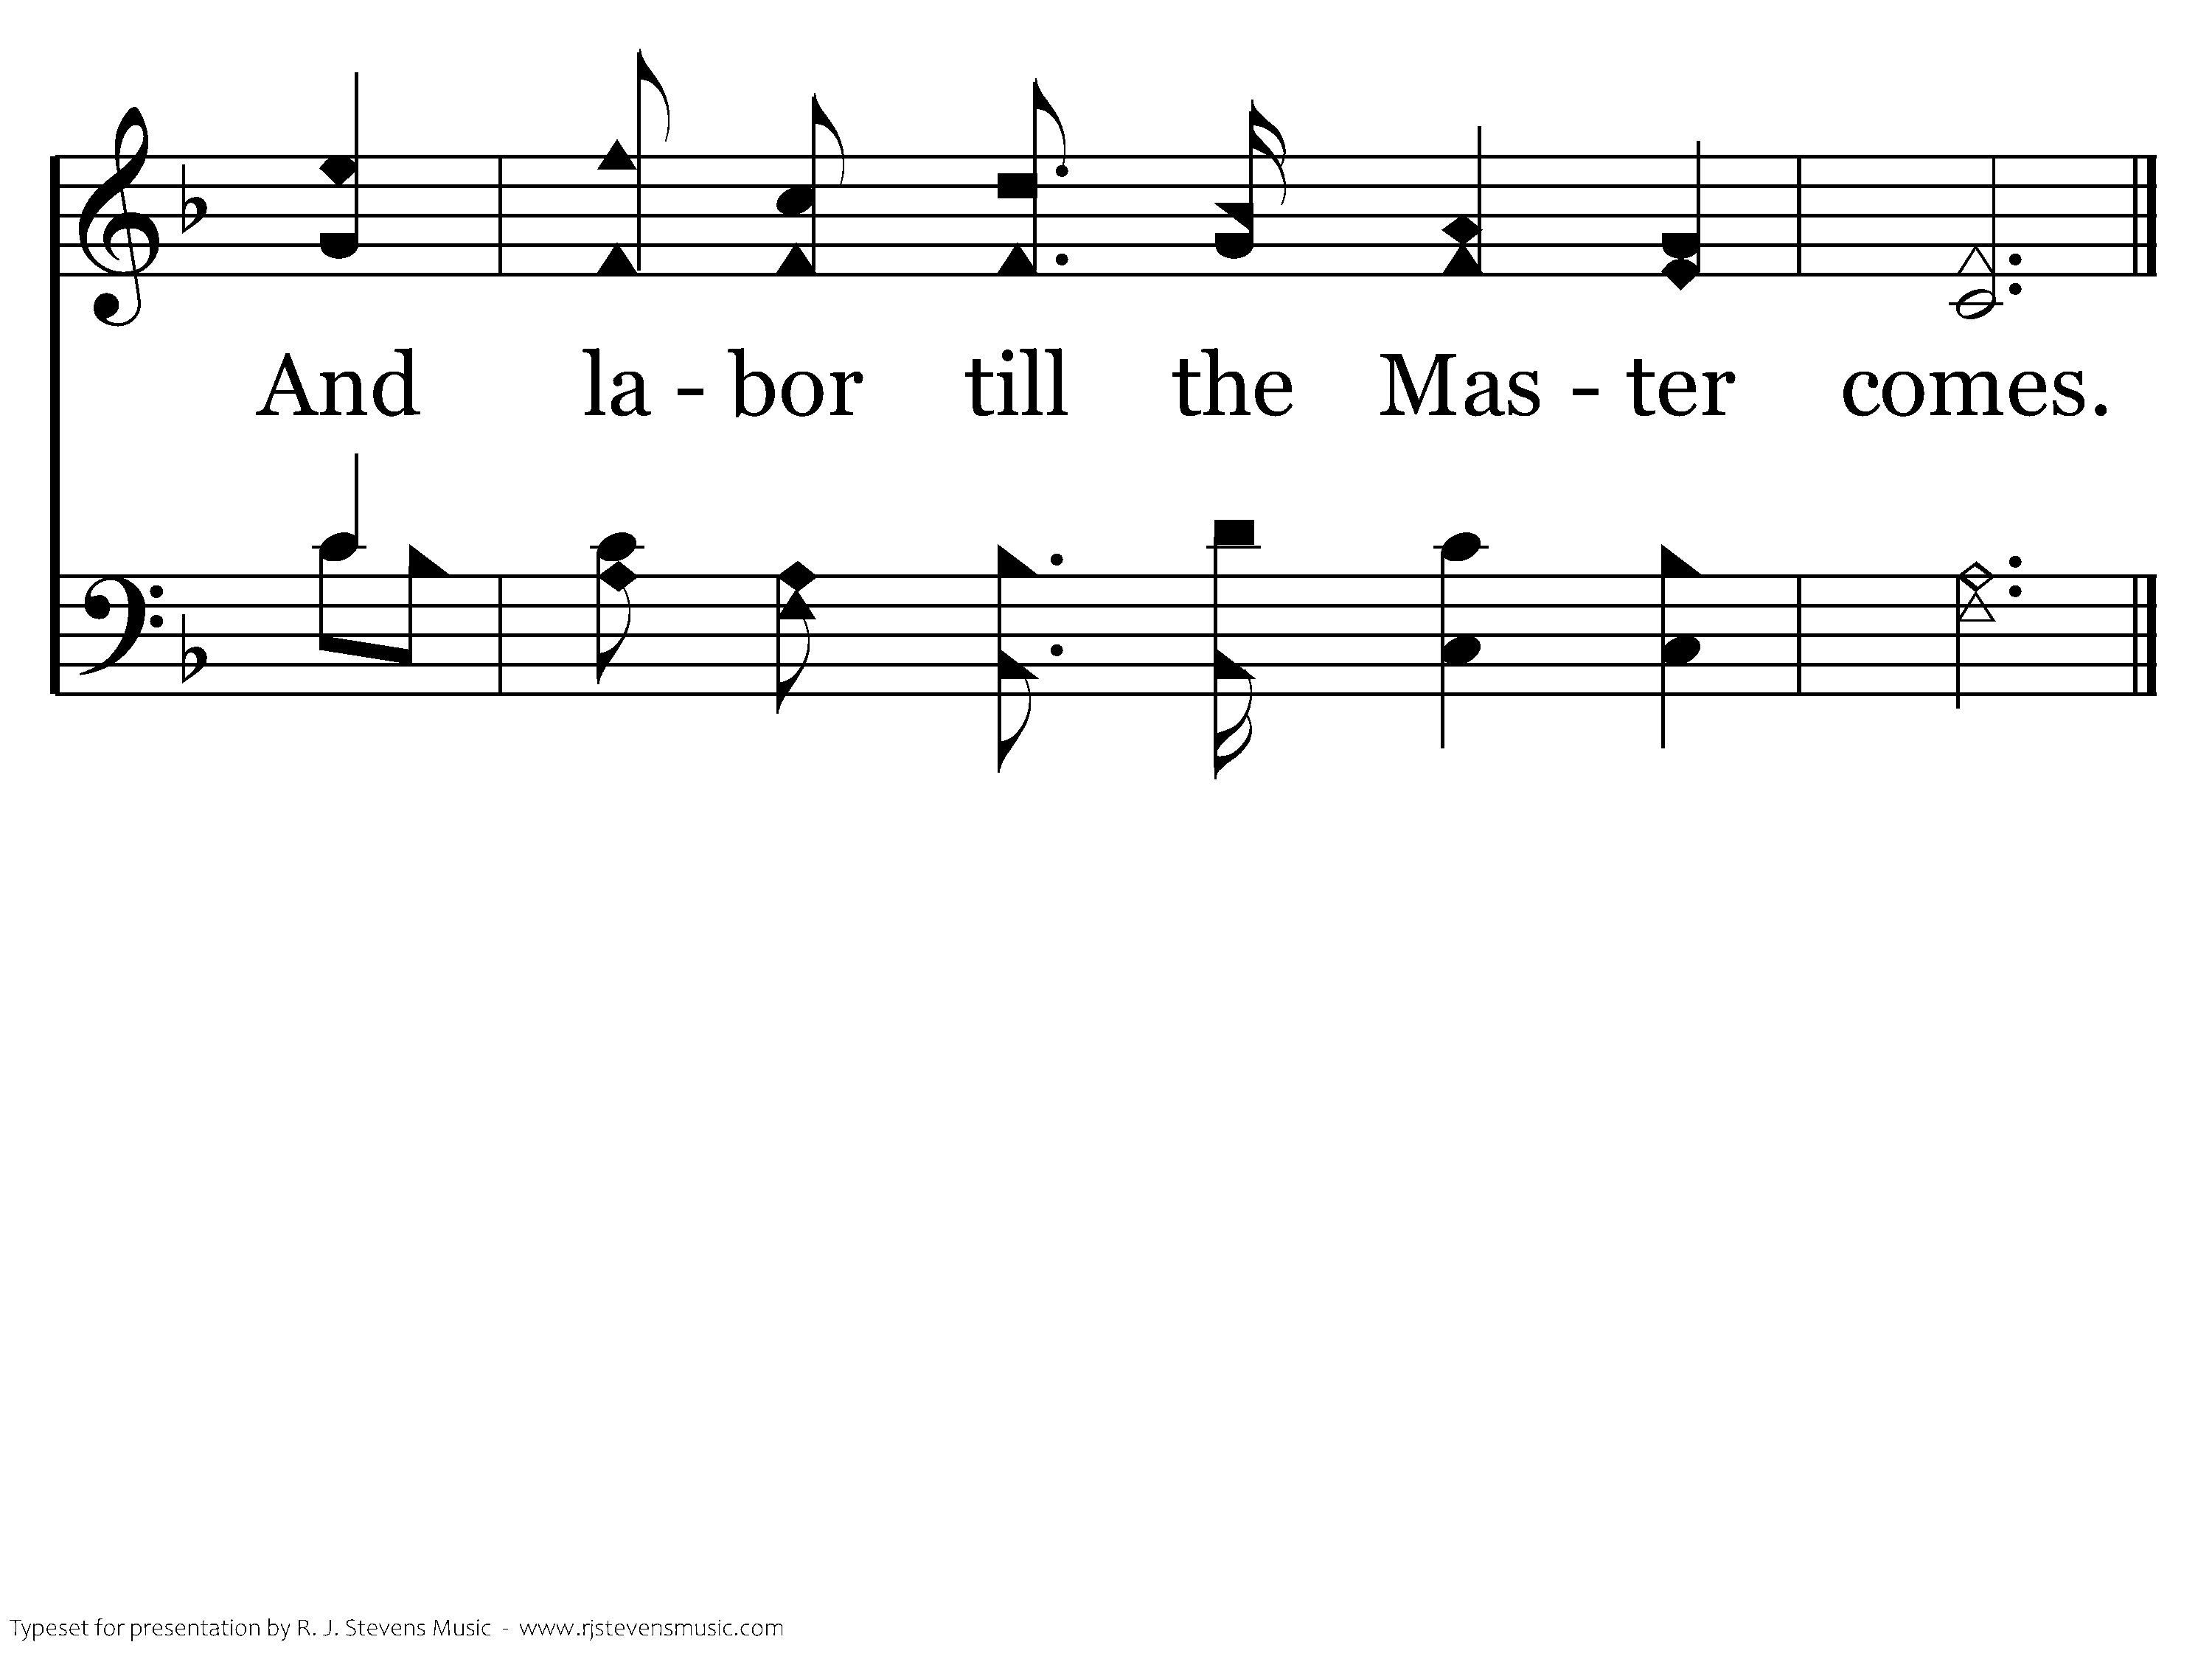 And la - bor till the Mas - ter comes.
Typeset for presentation by R. J. Stevens Music - www.rjstevensmusic.com